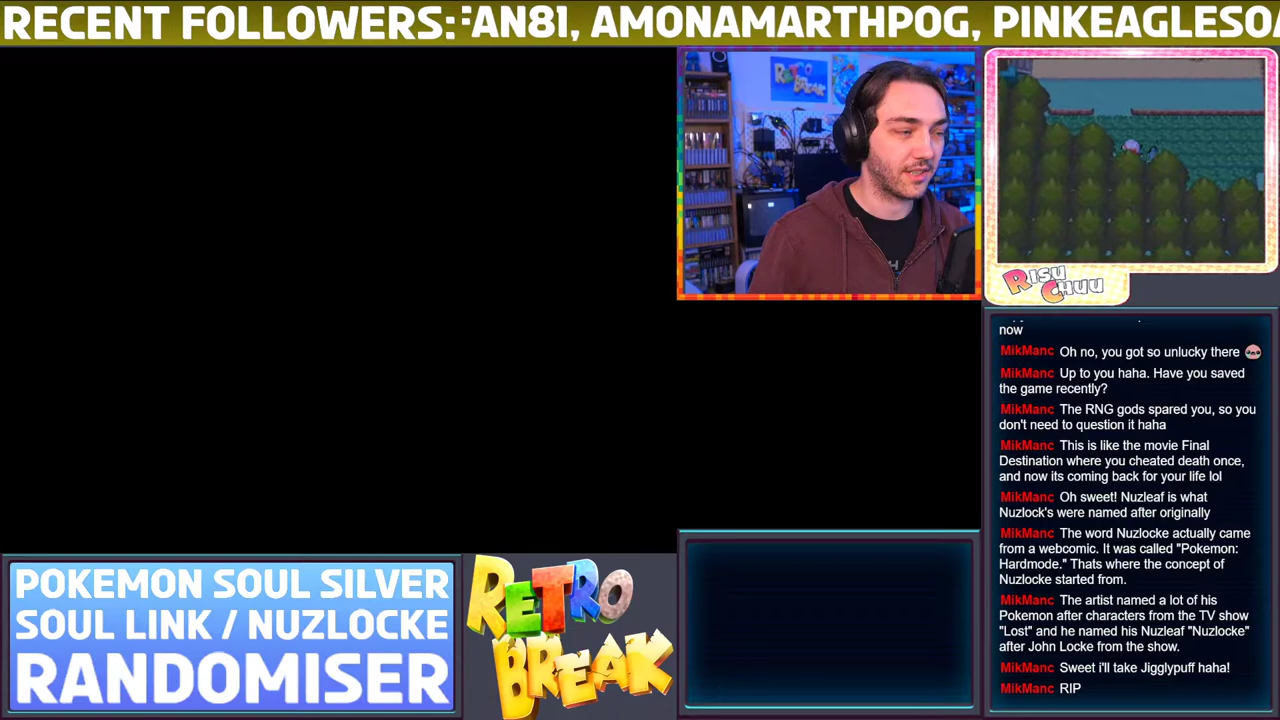 RECENT FOLLOWERS: FAN81, AMONAMARTHPOG, PINKEAGLESO
RETRO
BREAK
RISU
CHUU
now
MikManc Oh no, you got so unlucky there
MikManc Up to you haha. Have you saved
the game recently?
MikManc The RNG gods spared you, so you
don't need to question it haha
MikManc This is like the movie Final
Destination where you cheated death once,
and now its coming back for your life lol
MikManc Oh sweet! Nuzleaf is what
Nuzlock's were named after originally
MikManc The word Nuzlocke actually came
from a webcomic. It was called "Pokemon:
Hardmode." Thats where the concept of
Nuzlocke started from.
MikManc The artist named a lot of his
Pokemon after characters from the TV show
"Lost" and he named his Nuzleaf "Nuzlocke"
after John Locke from the show.
MikManc Sweet i'll take Jigglypuff haha!
MikManc RIP
POKEMON SOUL SILVER
SOUL LINK / NUZLOCKE
RANDOMISER
RETRO
BREAK